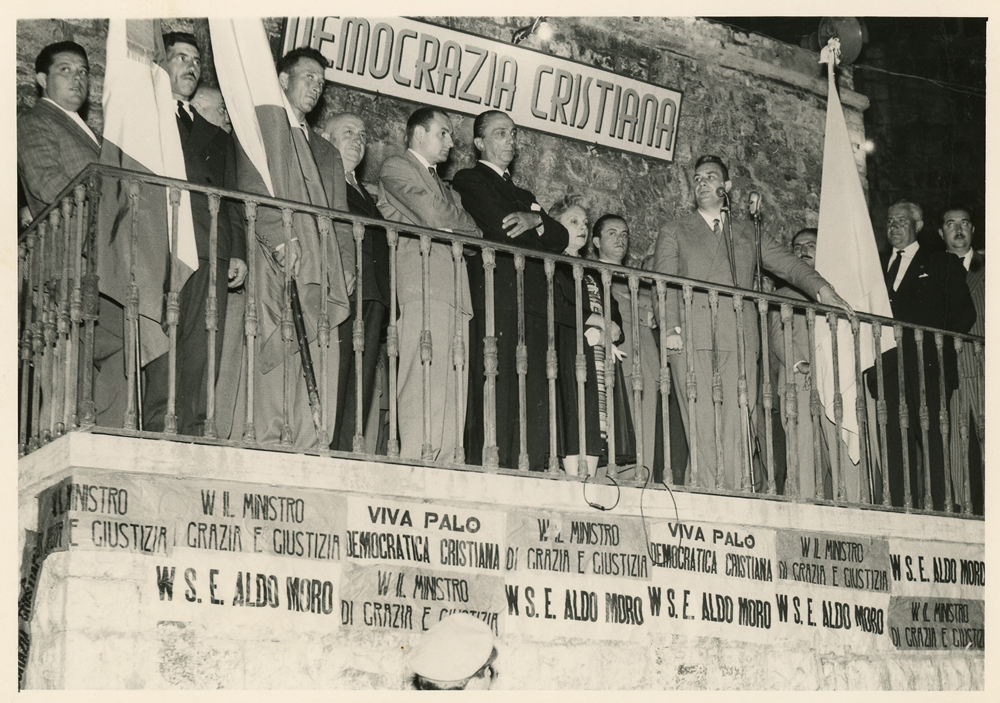 DEMOCRAZIA CRISTIANA
MINISTRO
E GIUSTIZIA
W IL MINISTRO
GRAZIA E GIUSTIZIA
VIVA PALO
DEMOCRATICA CRISTIANA
W IL MINISTRO
DI GRAZIA E GIUSTIZIA
VIVA PALO
DEMOCRATICA CRISTIANA
W IL MINISTRO
DI GRAZIA E GIUSTIZIA
W S. E. ALDO MORO
W S. E. ALDO MORO
W IL MINISTRO
DI GRAZIA E GIUSTIZIA
W S. E. ALDO MORO
W S. E. ALDO MORO
W S. E. ALDO MORO
W IL MINISTRO
DI GRAZIA E GIUSTIZI